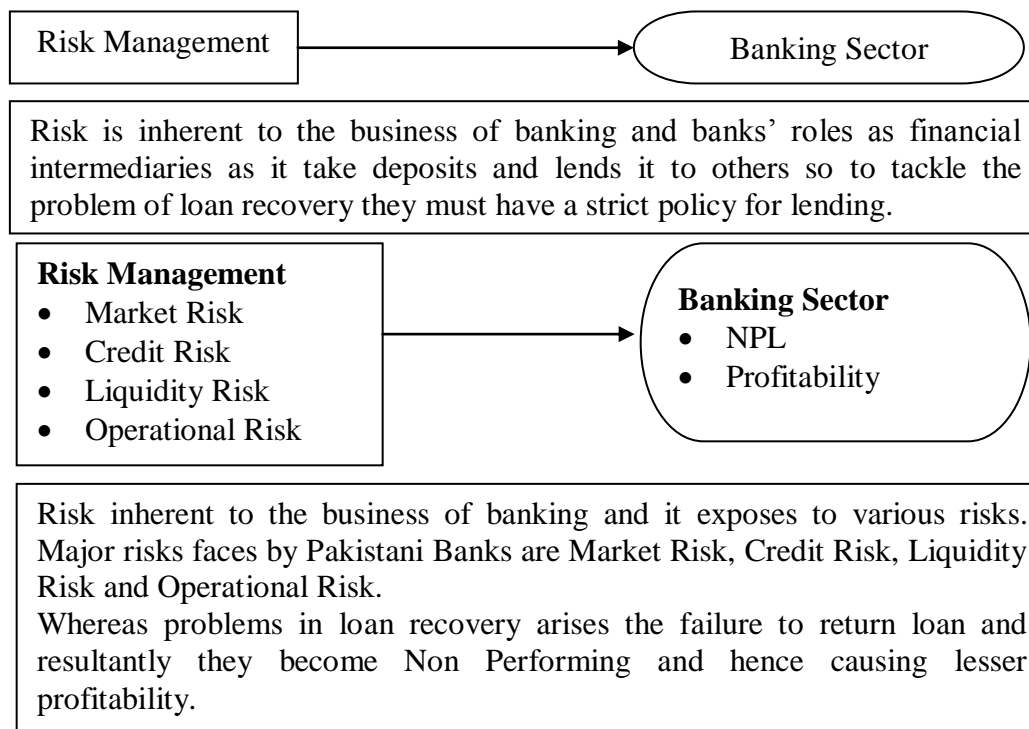 Risk Management
Banking Sector
Risk is inherent to the business of banking and banks’ roles as financial
intermediaries as it take deposits and lends it to others so to tackle the
problem of loan recovery they must have a strict policy for lending.
Risk Management
• Market Risk
• Credit Risk
• Liquidity Risk
• Operational Risk
Banking Sector
• NPL
• Profitability
Risk inherent to the business of banking and it exposes to various risks.
Major risks faces by Pakistani Banks are Market Risk, Credit Risk, Liquidity
Risk and Operational Risk.
Whereas problems in loan recovery arises the failure to return loan and
resultantly they become Non Performing and hence causing lesser
profitability.